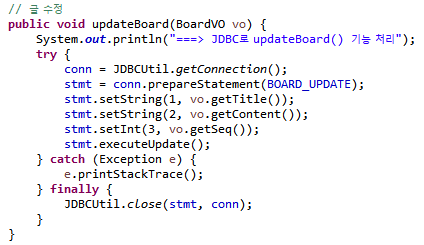 // 글 수정
public void updateBoard(BoardVO vo) {
    System.out.println("===> JDBC로 updateBoard() 기능 처리");
    try {
        conn = JDBCUtil.getConnection();
        stmt = conn.prepareStatement(BOARD_UPDATE);
        stmt.setString(1, vo.getTitle());
        stmt.setString(2, vo.getContent());
        stmt.setInt(3, vo.getSeq());
        stmt.executeUpdate();
    } catch (Exception e) {
        e.printStackTrace();
    } finally {
        JDBCUtil.close(stmt, conn);
    }
}